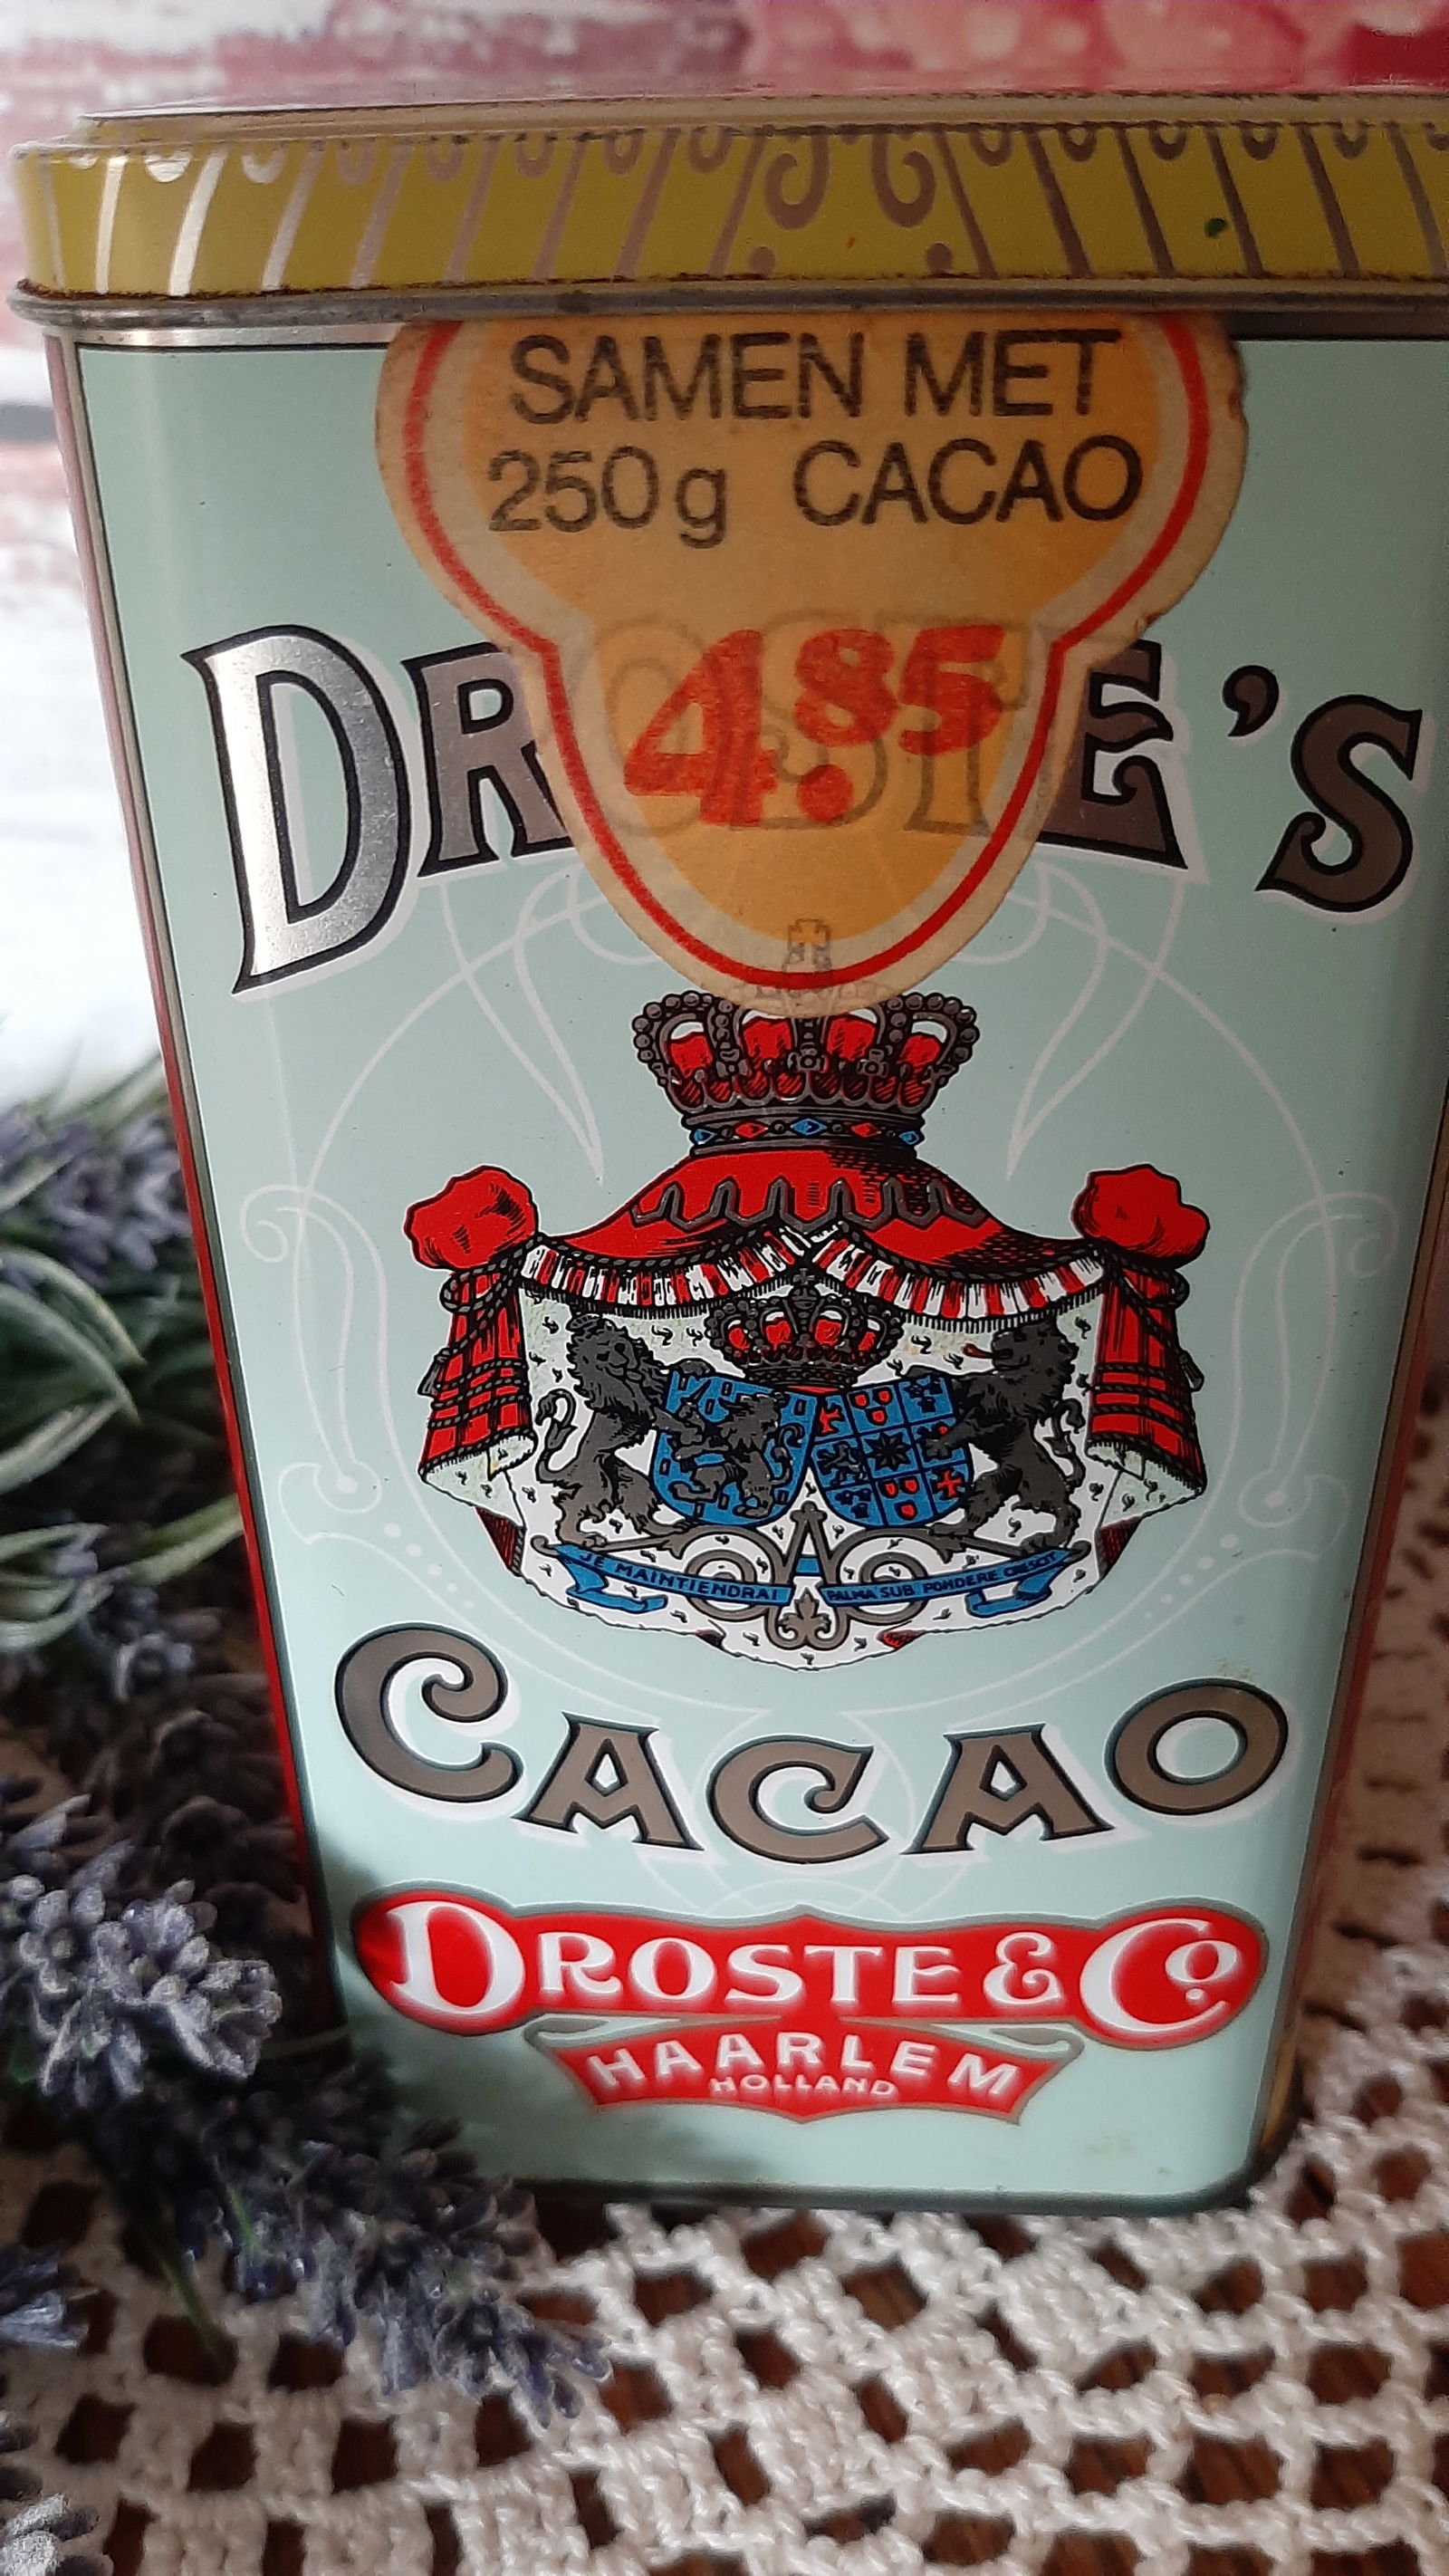 SAMEN MET
250g CACAO
4.85
DROSTE'S
JE MAINTIENDRAI PALMA SUB PONDERE CRESCIT
CACAO
DROSTE & Co.
HAARLEM
HOLLAND